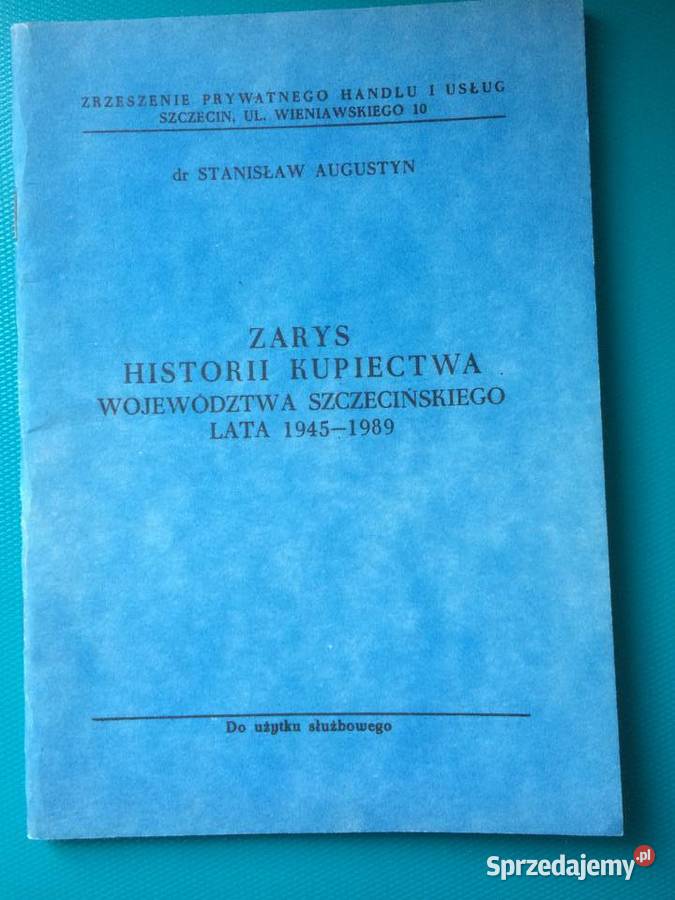 ZRZESZENIE PRYWATNEGO HANDLU I USŁUG
SZCZECIN, UL. WIENIAWSKIEGO 10
dr STANISŁAW AUGUSTYN
ZARYS
HISTORII KUPIECTWA
WOJEWÓDZTWA SZCZECIŃSKIEGO
LATA 1945—1989
Do użytku służbowego
Sprzedajemy.pl